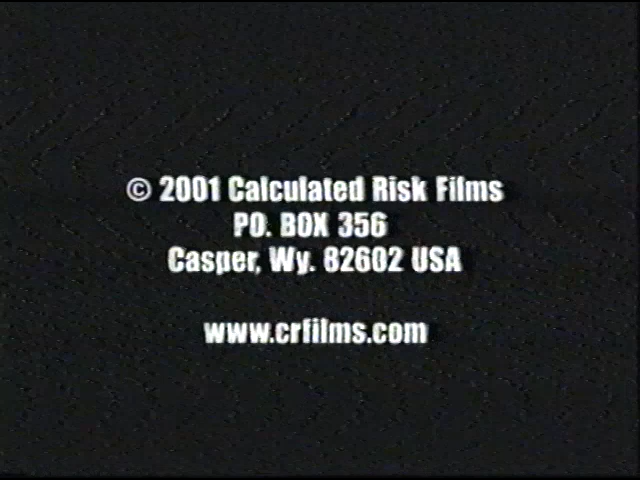 © 2001 Calculated Risk Films
PO. BOX 356
Casper, Wy. 82602 USA
www.crfilms.com